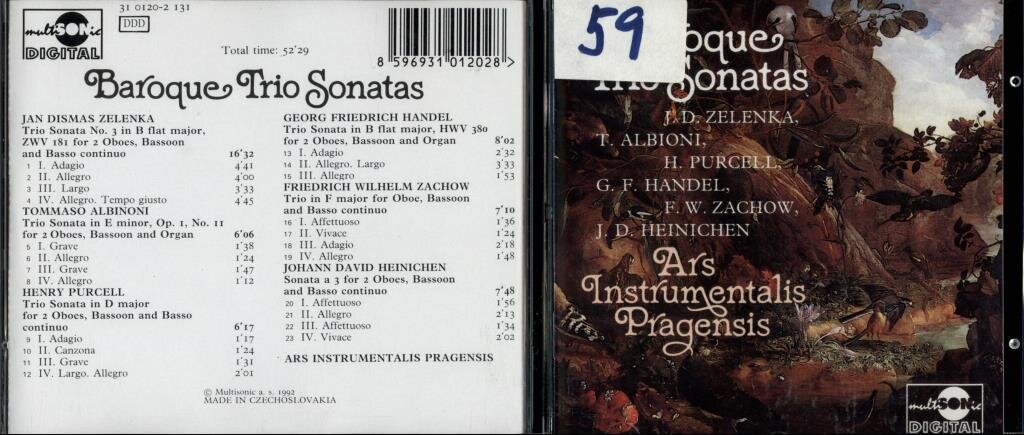 31 0120-2 131
DDD
multiSONic
DIGITAL
Total time: 52'29
8 596931 012028 >
Baroque Trio Sonatas
JAN DISMAS ZELENKA
Trio Sonata No. 3 in B flat major,
ZWV 181 for 2 Oboes, Bassoon
and Basso continuo 16'32
1 I. Adagio 4'41
2 II. Allegro 4'00
3 III. Largo 3'33
4 IV. Allegro. Tempo giusto 4'45
TOMMASO ALBINONI
Trio Sonata in E minor, Op. 1, No. 11
for 2 Oboes, Bassoon and Organ 6'06
5 I. Grave 1'38
6 II. Allegro 1'24
7 III. Grave 1'47
8 IV. Allegro 1'12
HENRY PURCELL
Trio Sonata in D major
for 2 Oboes, Bassoon and Basso
continuo 6'17
9 I. Adagio 1'17
10 II. Canzona 1'24
11 III. Grave 1'31
12 IV. Largo. Allegro 2'01
GEORG FRIEDRICH HANDEL
Trio Sonata in B flat major, HWV 380
for 2 Oboes, Bassoon and Organ 8'02
13 I. Adagio 2'32
14 II. Allegro. Largo 3'33
15 III. Allegro 1'53
FRIEDRICH WILHELM ZACHOW
Trio in F major for Oboe, Bassoon
and Basso continuo 7'10
16 I. Affettuoso 1'36
17 II. Vivace 1'24
18 III. Adagio 2'18
19 IV. Allegro 1'48
JOHANN DAVID HEINICHEN
Sonata a 3 for 2 Oboes, Bassoon
and Basso continuo 7'48
20 I. Affettuoso 1'56
21 II. Allegro 2'13
22 III. Affettuoso 1'34
23 IV. Vivace 2'02
ARS INSTRUMENTALIS PRAGENSIS
© Multisonic a. s. 1992
MADE IN CZECHOSLOVAKIA
59
oque
Trio Sonatas
J. D. ZELENKA,
T. ALBIONI,
H. PURCELL,
G. F. HANDEL,
F. W. ZACHOW,
J. D. HEINICHEN
Ars
Instrumentalis
Pragensis
multiSONic
DIGITAL